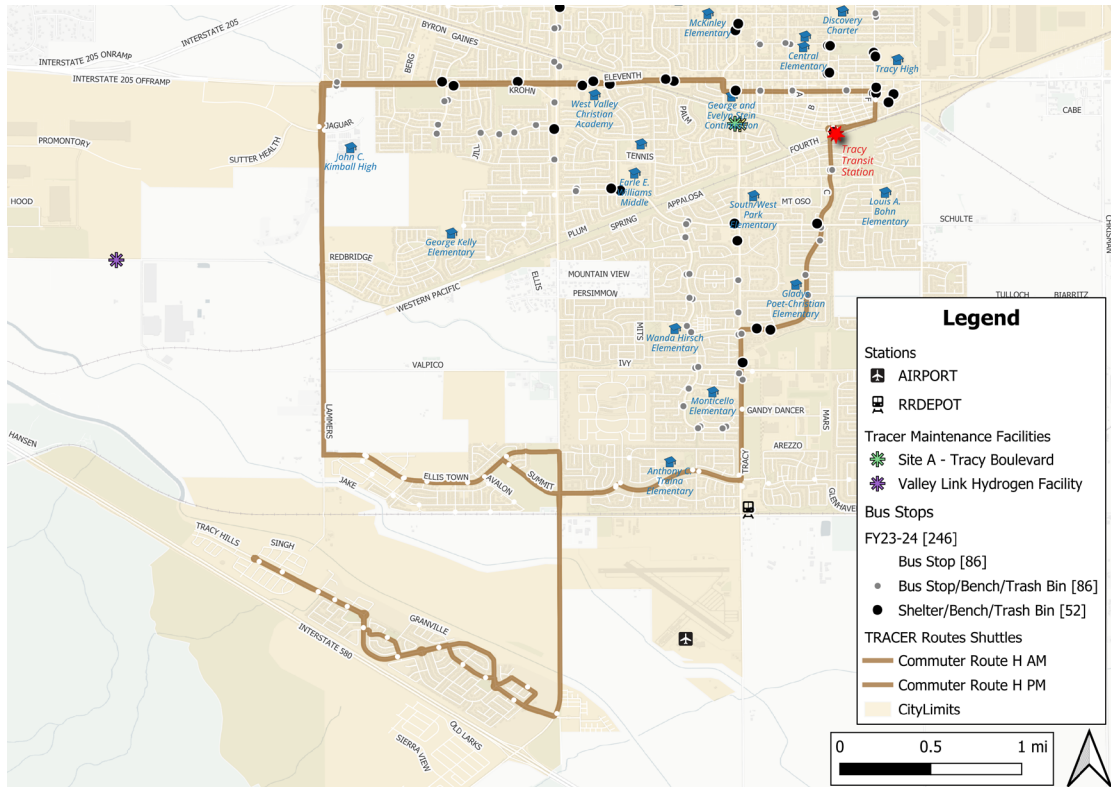 INTERSTATE 205
INTERSTATE 205 ONRAMP
INTERSTATE 205 OFFRAMP
BYRON
GAINES
BERG
McKinley
Elementary
Discovery
Charter
Central
Elementary
Tracy High
ELEVENTH
KROHN
West Valley
Christian
Academy
George and
Evelyn Stein
Continuation
PALM
A
B
F
CABE
JAGUAR
PROMONTORY
SUTTER HEALTH
John C.
Kimball High
JILL
TENNIS
FOURTH
Tracy
Transit
Station
Earle E.
Williams
Middle
HOOD
APPALOSA
South/West
Park
Elementary
MT OSO
C
Louis A.
Bohn
Elementary
SCHULTE
CHRISMAN
George Kelly
Elementary
PLUM
SPRING
REDBRIDGE
WESTERN PACIFIC
ELLIS
MOUNTAIN VIEW
PERSIMMON
Poet-Christian
Elementary
TULLOCH
BIARRITZ
MITS
Wanda Hirsch
Elementary
VALPICO
IVY
Monticello
Elementary
GANDY DANCER
MARS
LAMMERS
HANSEN
AREZZO
TRACY
JAKE
ELLIS TOWN
AVALON
SUMMIT
Anthony C.
Traina
Elementary
TRACY HILLS
SINGH
GRANVILLE
INTERSTATE 580
OLD LARKS
SIERRA VIEW
Legend
Stations
AIRPORT
RRDEPOT
Tracer Maintenance Facilities
Site A - Tracy Boulevard
Valley Link Hydrogen Facility
Bus Stops
FY23-24 [246]
Bus Stop [86]
Bus Stop/Bench/Trash Bin [86]
Shelter/Bench/Trash Bin [52]
TRACER Routes Shuttles
Commuter Route H AM
Commuter Route H PM
CityLimits
0 0.5 1 mi